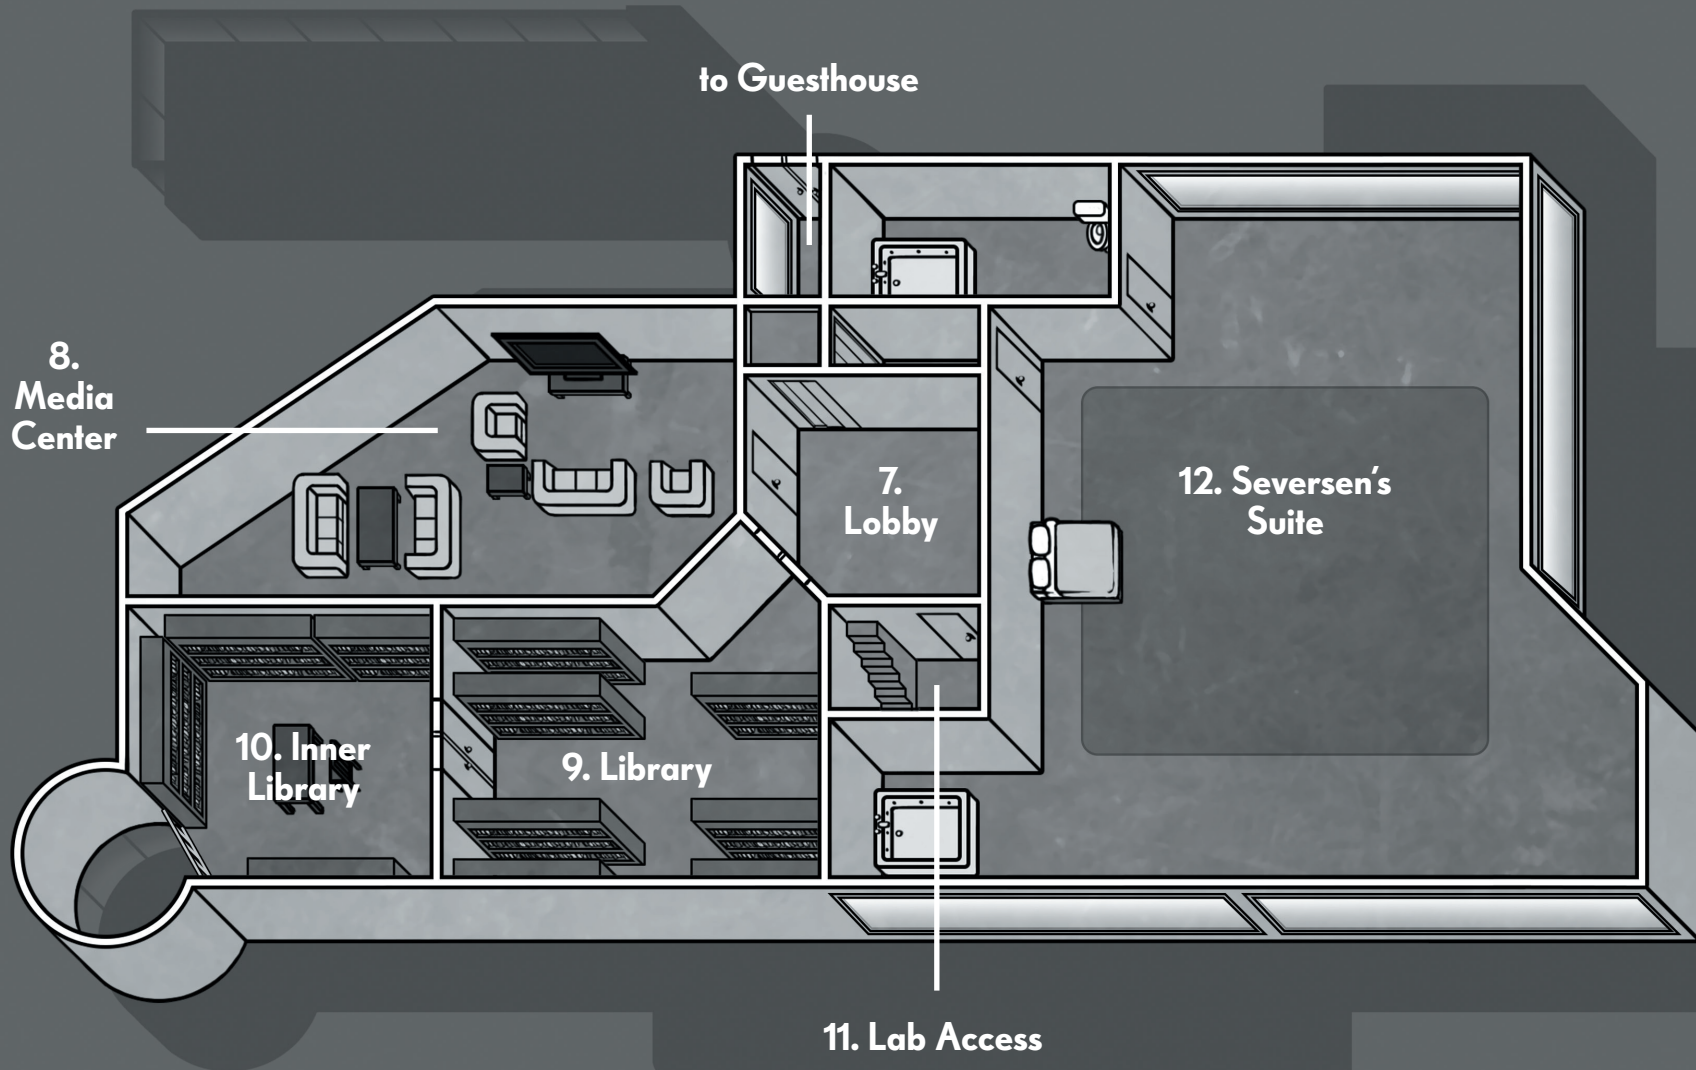 to Guesthouse
8.
Media
Center
7.
Lobby
12. Seversen's
Suite
10. Inner
Library
9. Library
11. Lab Access